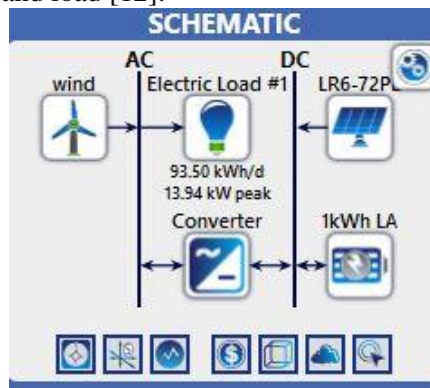 and load [12].
SCHEMATIC
AC DC
wind Electric Load #1
93.50 kWh/d
13.94 kW peak
Converter 1kWh LA